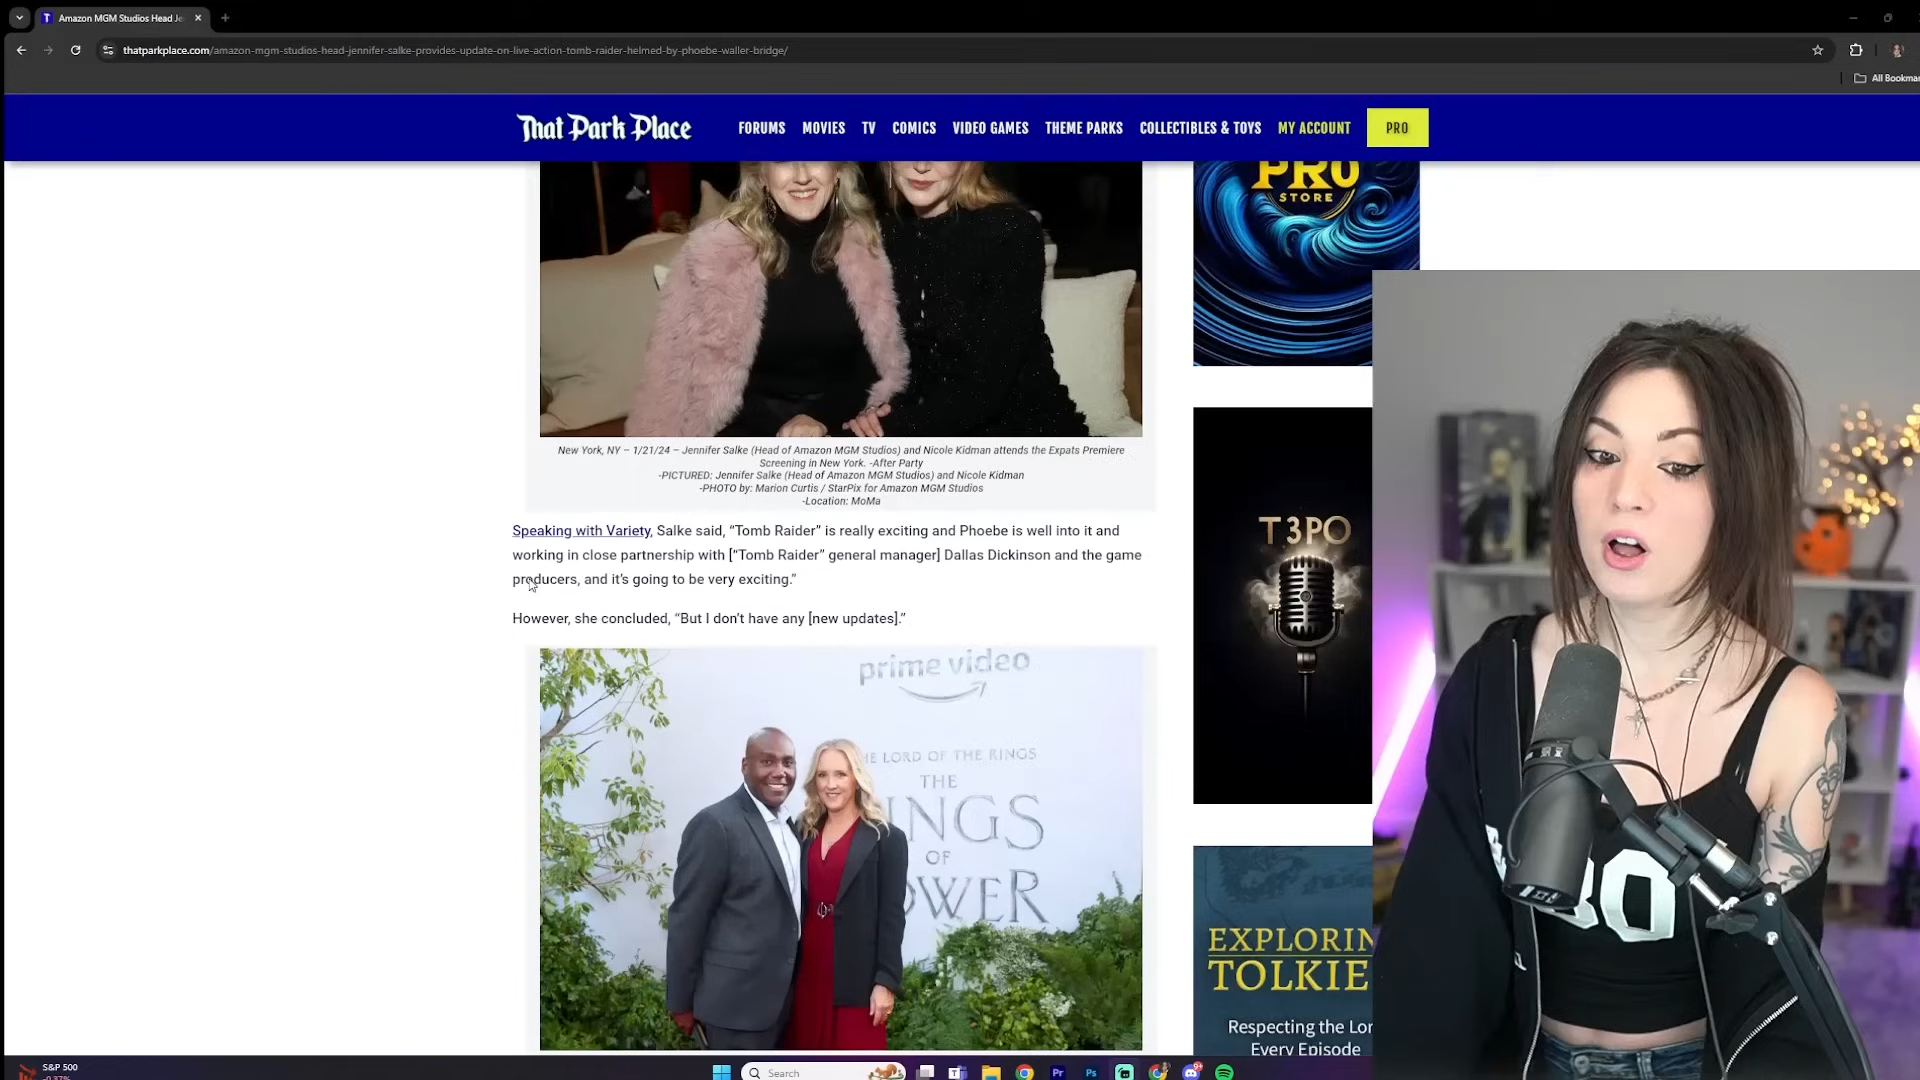 Amazon MGM Studios Head Je
thatparkplace.com/amazon-mgm-studios-head-jennifer-salke-provides-update-on-live-action-tomb-raider-helmed-by-phoebe-waller-bridge/
All Bookmar
That Park Place
FORUMS MOVIES TV COMICS VIDEO GAMES THEME PARKS COLLECTIBLES & TOYS MY ACCOUNT PRO
PRO
STORE
New York, NY – 1/21/24 – Jennifer Salke (Head of Amazon MGM Studios) and Nicole Kidman attends the Expats Premiere
Screening in New York. -After Party
-PICTURED: Jennifer Salke (Head of Amazon MGM Studios) and Nicole Kidman
-PHOTO by: Marion Curtis / StarPix for Amazon MGM Studios
-Location: MoMa
Speaking with Variety, Salke said, “Tomb Raider” is really exciting and Phoebe is well into it and
working in close partnership with [“Tomb Raider” general manager] Dallas Dickinson and the game
producers, and it’s going to be very exciting.”
However, she concluded, “But I don’t have any [new updates].”
T3PO
prime video
HE LORD OF THE RINGS
THE
INGS
OF
OWER
EXPLORIN
TOLKIE
Respecting the Lor
Every Episode
80
S&P 500
-0.37%
Search